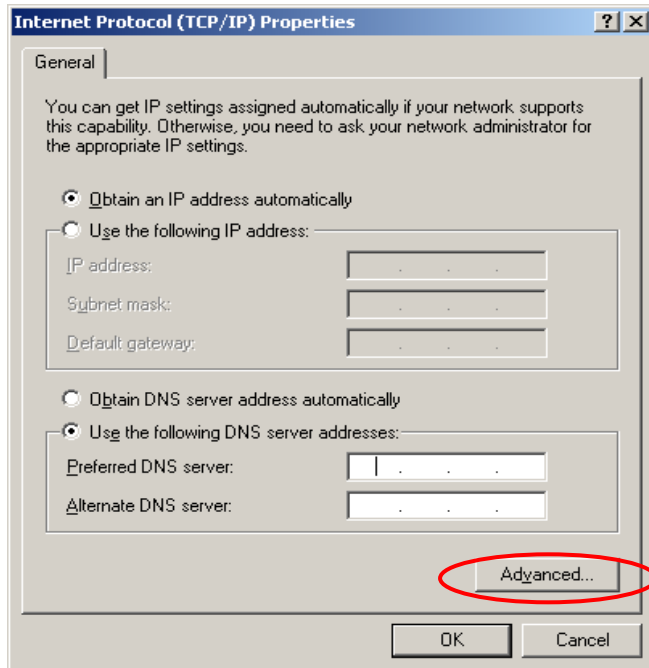 Internet Protocol (TCP/IP) Properties
General
You can get IP settings assigned automatically if your network supports
this capability. Otherwise, you need to ask your network administrator for
the appropriate IP settings.
Obtain an IP address automatically
Use the following IP address:
IP address:
Subnet mask:
Default gateway:
Obtain DNS server address automatically
Use the following DNS server addresses:
Preferred DNS server:
Alternate DNS server:
Advanced...
OK Cancel